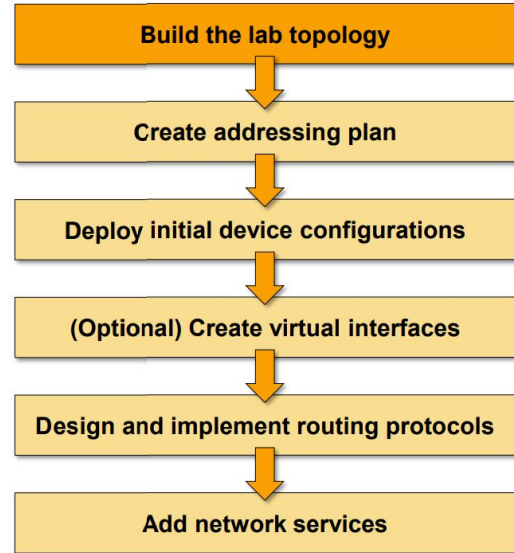 Build the lab topology
Create addressing plan
Deploy initial device configurations
(Optional) Create virtual interfaces
Design and implement routing protocols
Add network services